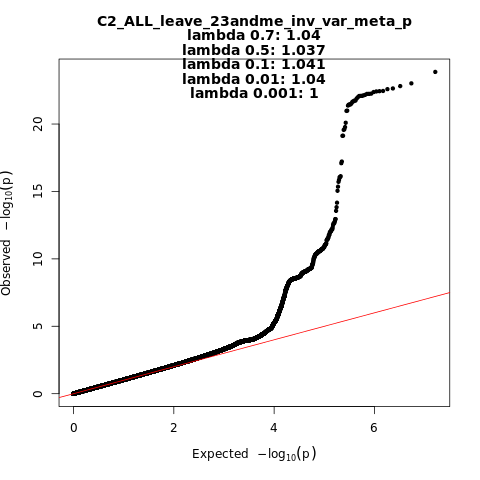 C2_ALL_leave_23andme_inv_var_meta_p
lambda 0.7: 1.04
lambda 0.5: 1.037
lambda 0.1: 1.041
lambda 0.01: 1.04
lambda 0.001: 1
Observed −log10(p)
20
15
10
5
0
0 2 4 6
Expected −log10(p)